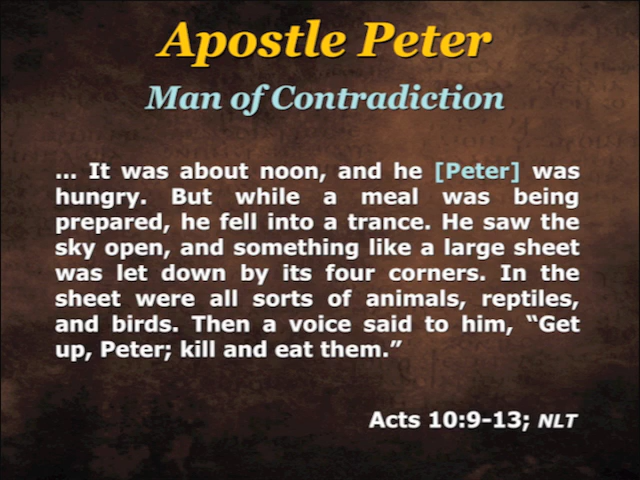 Apostle Peter
Man of Contradiction
... It was about noon, and he [Peter] was
hungry. But while a meal was being
prepared, he fell into a trance. He saw the
sky open, and something like a large sheet
was let down by its four corners. In the
sheet were all sorts of animals, reptiles,
and birds. Then a voice said to him, “Get
up, Peter; kill and eat them.”
Acts 10:9-13; NLT